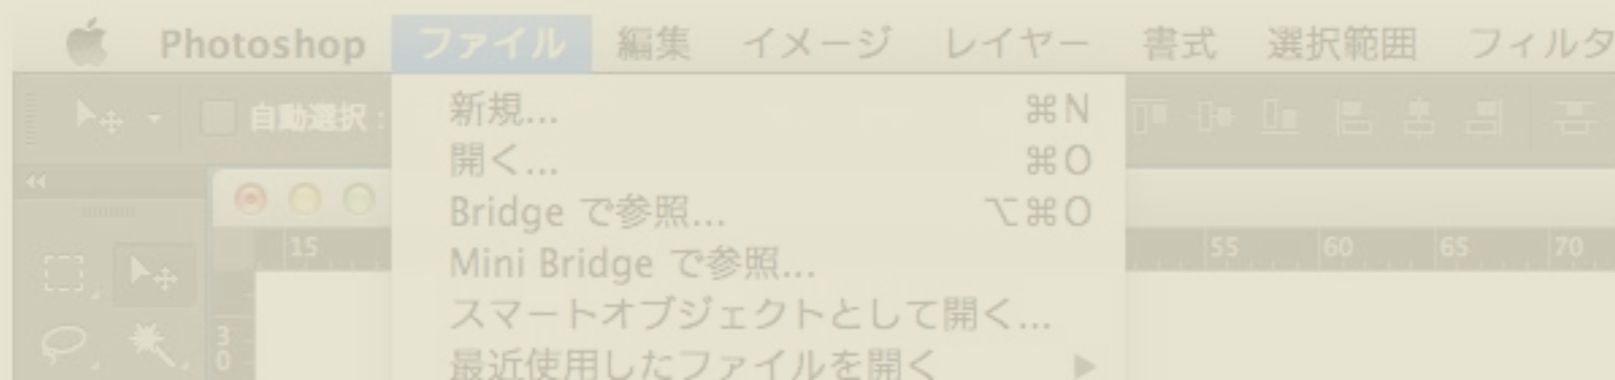 Photoshop ファイル 編集 イメージ レイヤー 書式 選択範囲 フィルタ
自動選択：
新規... ⌘N
開く... ⌘O
Bridge で参照... ⌥⌘O
15 55 60 65 70
Mini Bridge で参照...
スマートオブジェクトとして開く...
30
最近使用したファイルを開く ▶